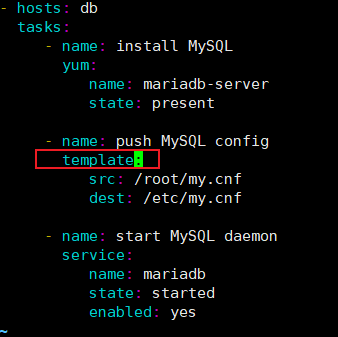 - hosts: db
  tasks:
     - name: install MySQL
       yum:
          name: mariadb-server
          state: present

     - name: push MySQL config
       template:
          src: /root/my.cnf
          dest: /etc/my.cnf

     - name: start MySQL daemon
       service:
          name: mariadb
          state: started
          enabled: yes
~